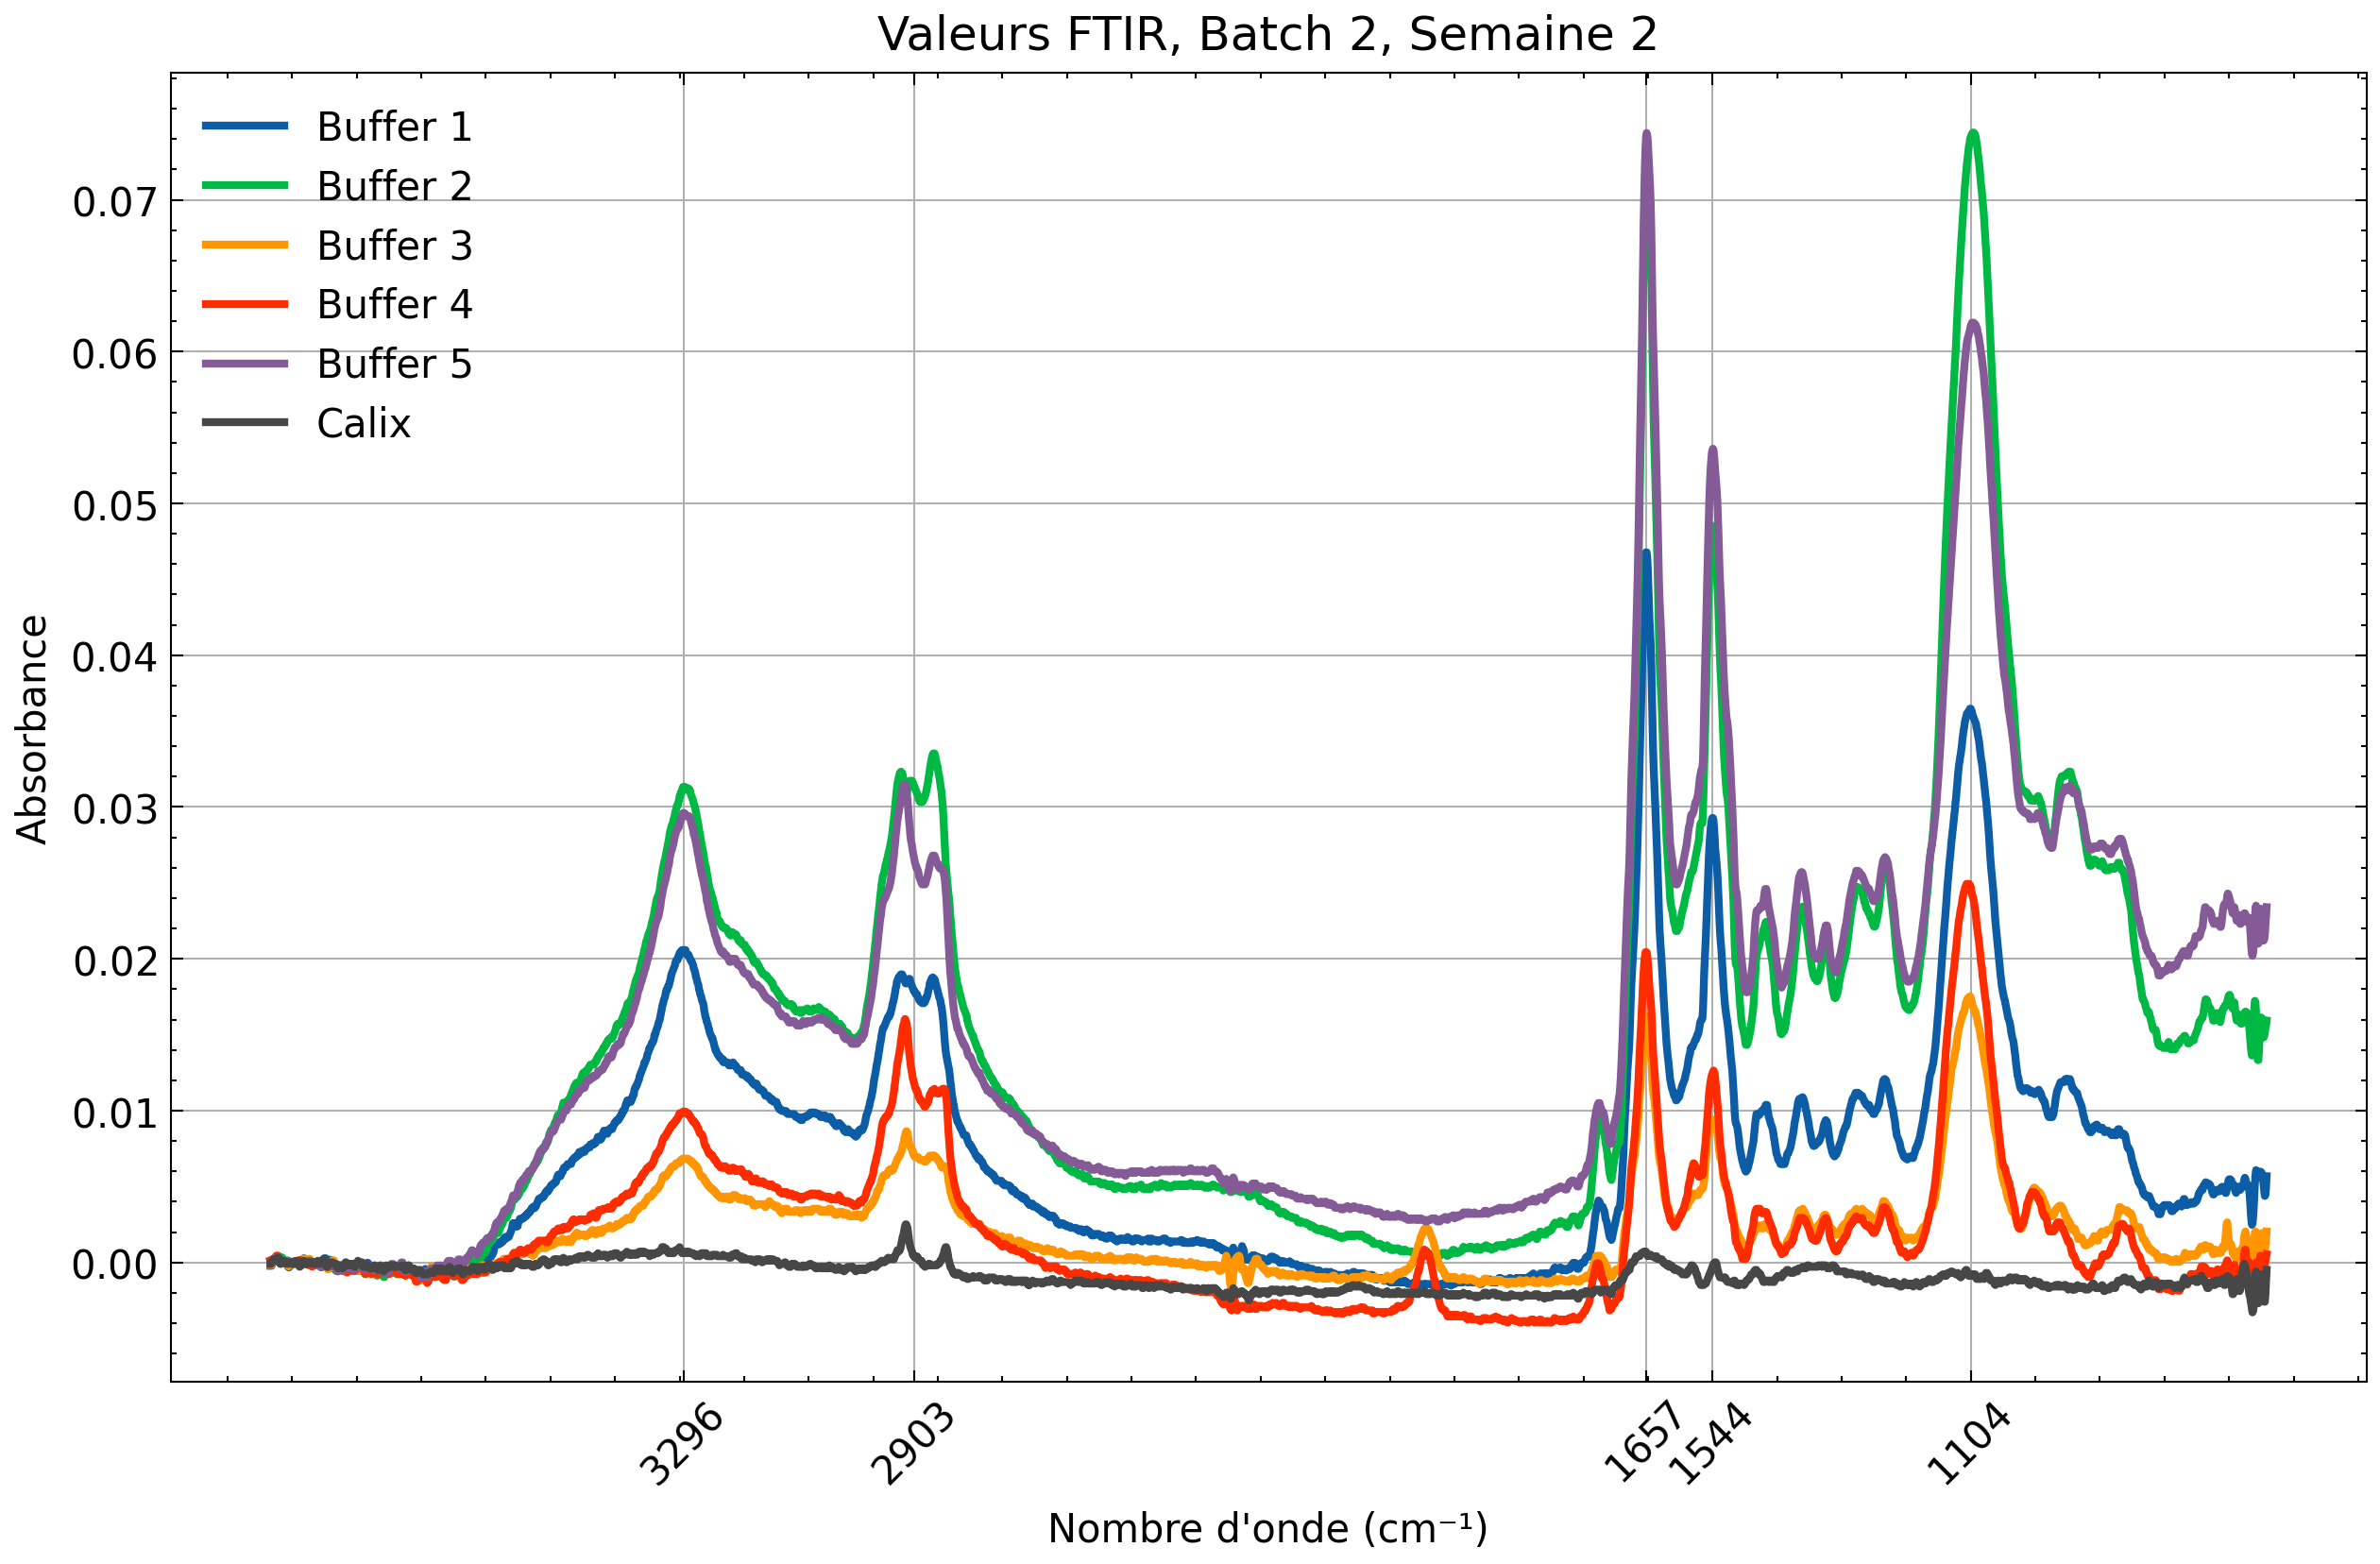 Valeurs FTIR, Batch 2, Semaine 2
Buffer 1
Buffer 2
Buffer 3
Buffer 4
Buffer 5
Calix
0.07
0.06
0.05
0.04
0.03
0.02
0.01
0.00
Absorbance
3296
2903
1657
1544
1104
Nombre d'onde (cm⁻¹)